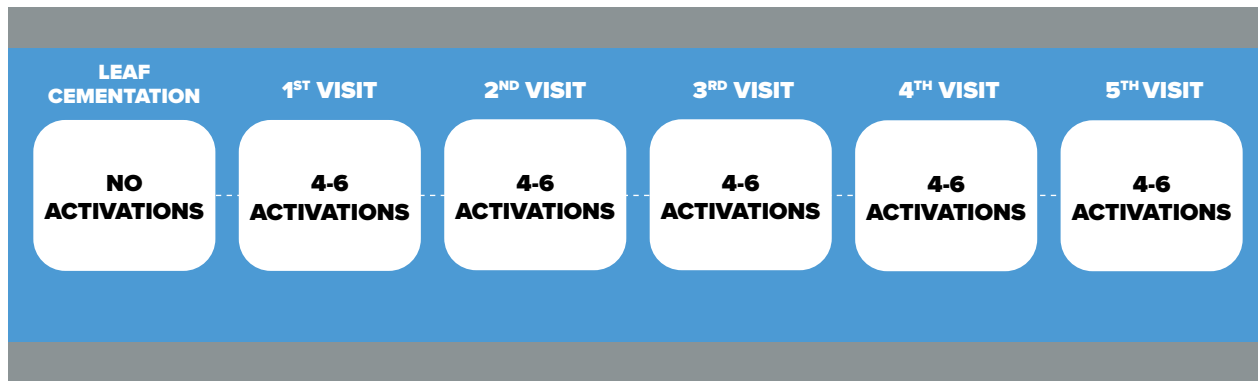 LEAF
CEMENTATION
1ST VISIT
2ND VISIT
3RD VISIT
4TH VISIT
5TH VISIT
NO
ACTIVATIONS
4-6
ACTIVATIONS
4-6
ACTIVATIONS
4-6
ACTIVATIONS
4-6
ACTIVATIONS
4-6
ACTIVATIONS